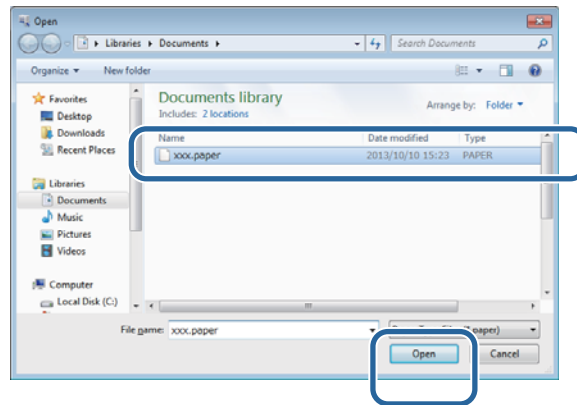 Open
Libraries ▸ Documents ▸
Search Documents
Organize ▾ New folder
Favorites
Desktop
Downloads
Recent Places
Libraries
Documents
Music
Pictures
Videos
Computer
Local Disk (C:)
Documents library
Includes: 2 locations
Arrange by: Folder ▾
Name Date modified Type
xxx.paper 2013/10/10 15:23 PAPER
File name: xxx.paper
Open Cancel